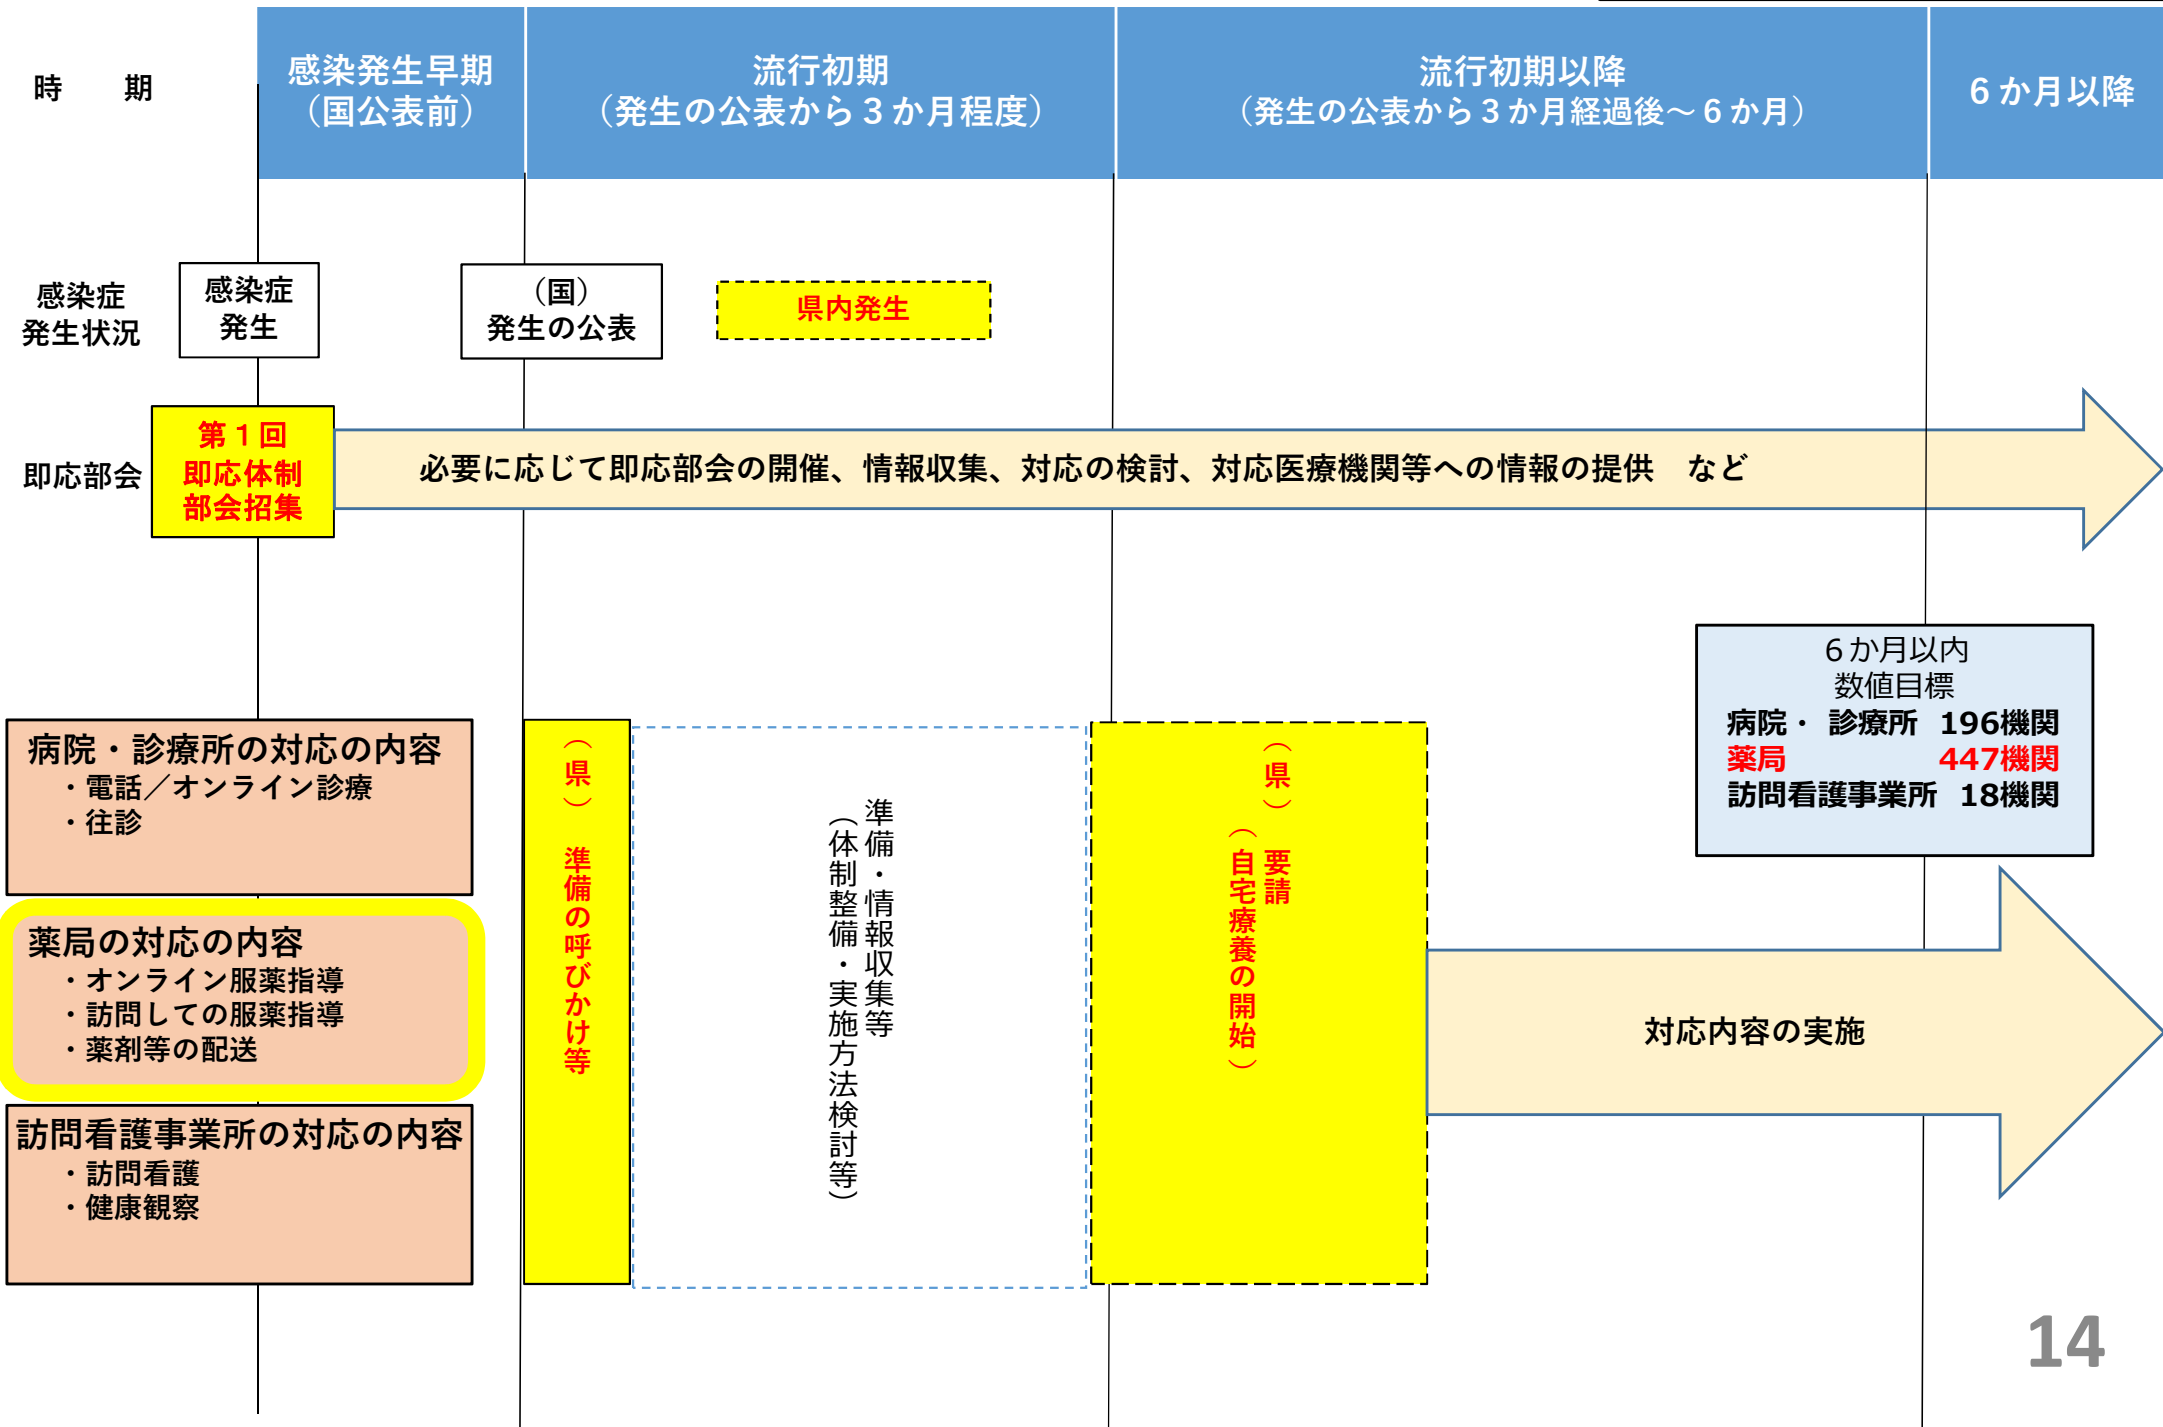 時　期
感染発生早期
（国公表前）
流行初期
（発生の公表から３か月程度）
流行初期以降
（発生の公表から３か月経過後～６か月）
６か月以降
感染症
発生状況
感染症
発生
（国）
発生の公表
県内発生
即応部会
第１回
即応体制
部会招集
必要に応じて即応部会の開催、情報収集、対応の検討、対応医療機関等への情報の提供　など
６か月以内
数値目標
病院・ 診療所 196機関
薬局 447機関
訪問看護事業所 18機関
病院・診療所の対応の内容
・電話／オンライン診療
・往診
薬局の対応の内容
・オンライン服薬指導
・訪問しての服薬指導
・薬剤等の配送
訪問看護事業所の対応の内容
・訪問看護
・健康観察
（県）　準備の呼びかけ等
準備・情報収集等
（体制整備・実施方法検討等）
（県）　要請
（自宅療養の開始）
対応内容の実施
14